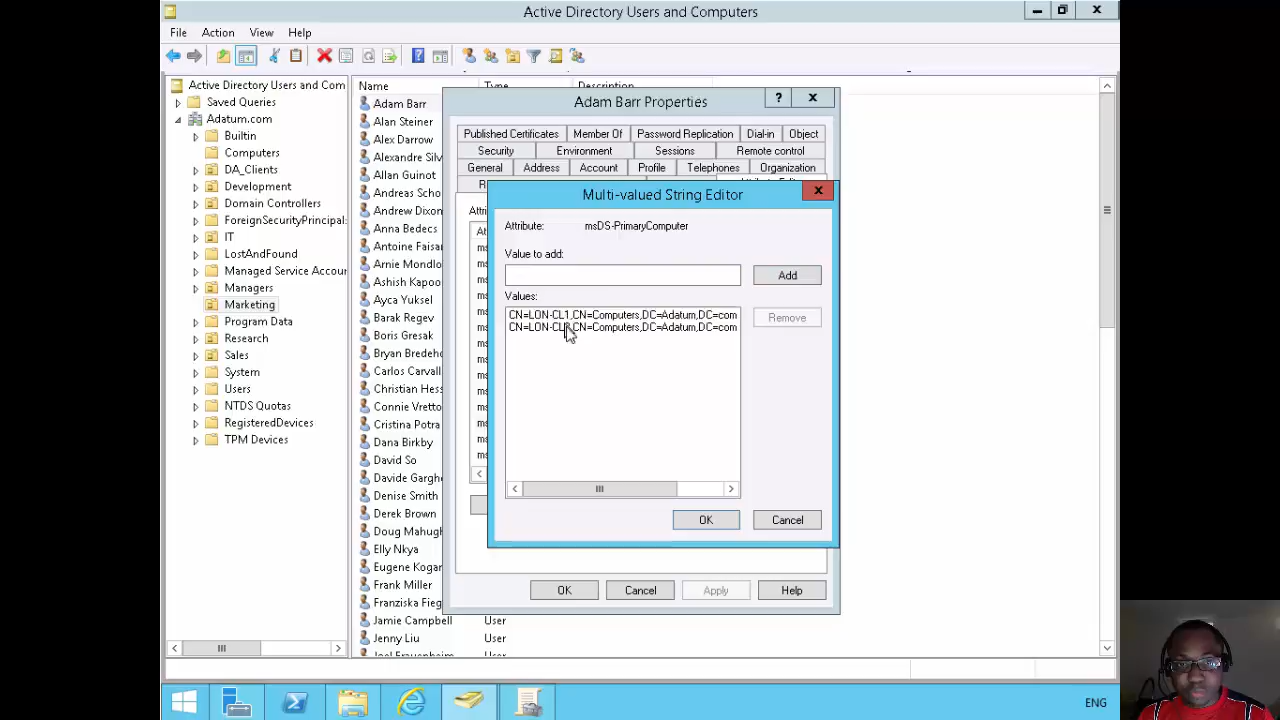 Active Directory Users and Computers
File Action View Help
Active Directory Users and Com
Saved Queries
Adatum.com
Builtin
Computers
DA_Clients
Development
Domain Controllers
ForeignSecurityPrincipal:
IT
LostAndFound
Managed Service Accour
Managers
Marketing
Program Data
Research
Sales
System
Users
NTDS Quotas
RegisteredDevices
TPM Devices
Name Type Description
Adam Barr
Alan Steiner
Alex Darrow
Alexandre Silv
Allan Guinot
Andreas Scho
Andrew Dixon
Anna Bedecs
Antoine Faisar
Arnie Mondlo
Ashish Kapoo
Ayca Yuksel
Barak Regev
Boris Gresak
Bryan Bredeho
Carlos Carvall
Christian Hess
Connie Vretto
Cristina Potra
Dana Birkby
David So
Davide Gargh
Denise Smith
Derek Brown
Doug Mahugh
Elly Nkya
Eugene Kogar
Frank Miller
Franziska Fieg
Jamie Campbell User
Jenny Liu User
Adam Barr Properties
? X
Published Certificates Member Of Password Replication Dial-in Object
Security Environment Sessions Remote control
General Address Account Profile Telephones Organization
Attri
Multi-valued String Editor
Attribute: msDS-PrimaryComputer
Value to add:
Add
Values:
CN=LON-CL1,CN=Computers,DC=Adatum,DC=com
CN=Computers,DC=Adatum,DC=com
Remove
OK Cancel
OK Cancel Apply Help
ENG